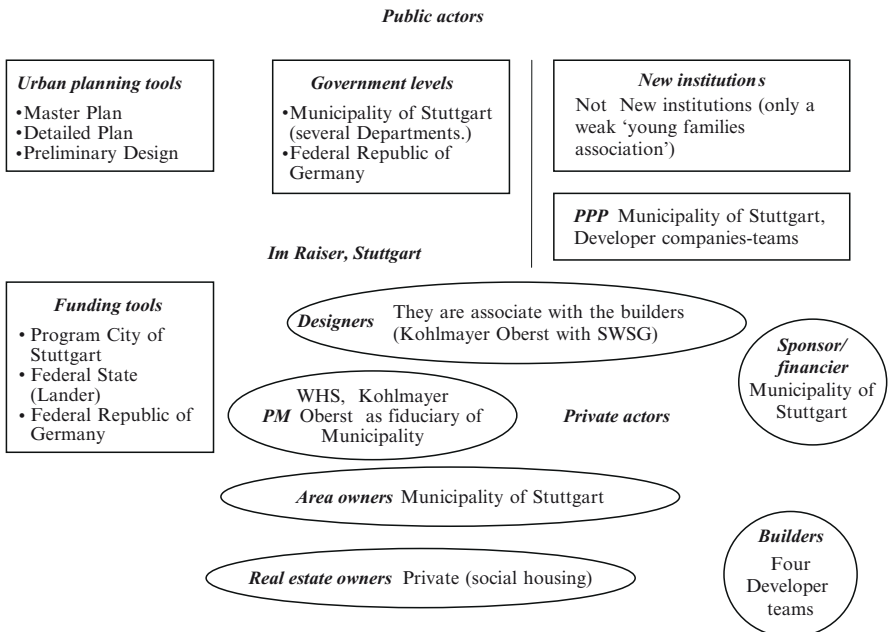 Public actors
Urban planning tools
•Master Plan
•Detailed Plan
•Preliminary Design
Government levels
•Municipality of Stuttgart
(several Departments.)
•Federal Republic of
Germany
New institutions
Not New institutions (only a
weak ‘young families
association’)
PPP Municipality of Stuttgart,
Developer companies-teams
Im Raiser, Stuttgart
Funding tools
• Program City of
Stuttgart
• Federal State
(Lander)
• Federal Republic of
Germany
Designers They are associate with the builders
(Kohlmayer Oberst with SWSG)
Sponsor/
financier
Municipality of
Stuttgart
WHS, Kohlmayer
PM Oberst as fiduciary of
Municipality
Private actors
Area owners Municipality of Stuttgart
Real estate owners Private (social housing)
Builders
Four
Developer
teams